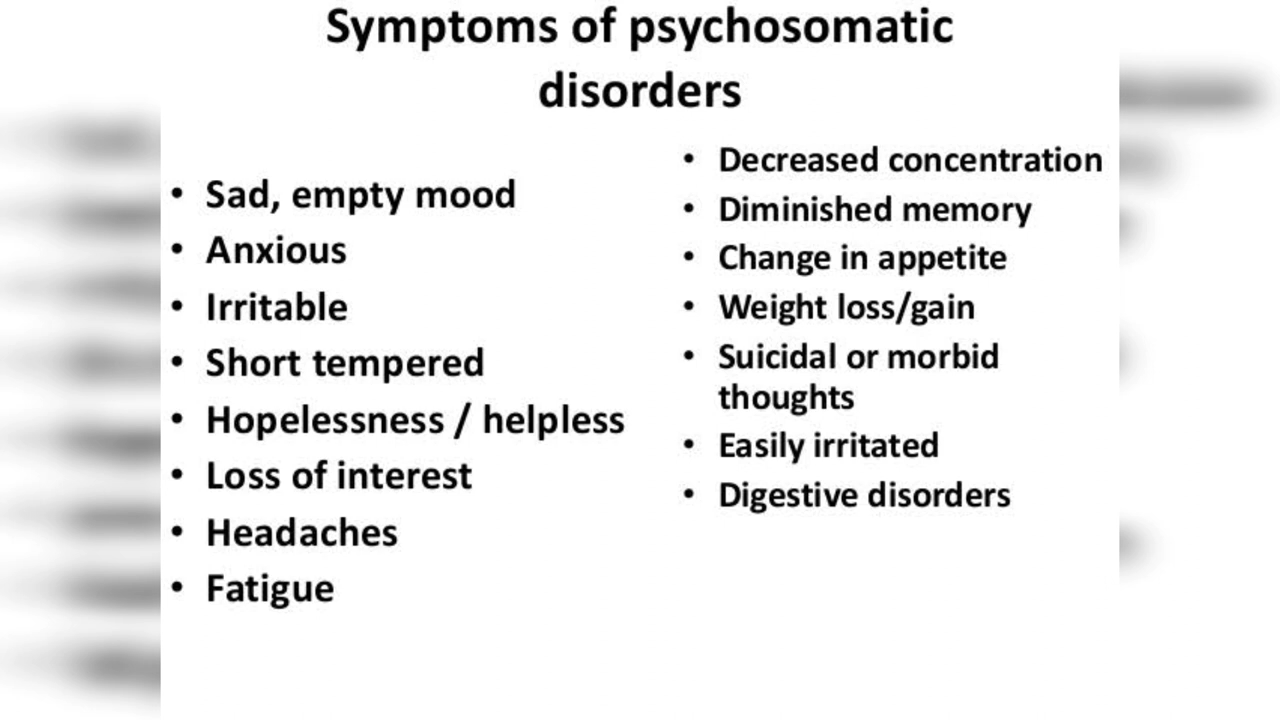 Symptoms of psychosomatic
disorders
• Sad, empty mood
• Anxious
• Irritable
• Short tempered
• Hopelessness / helpless
• Loss of interest
• Headaches
• Fatigue
• Decreased concentration
• Diminished memory
• Change in appetite
• Weight loss/gain
• Suicidal or morbid
thoughts
• Easily irritated
• Digestive disorders